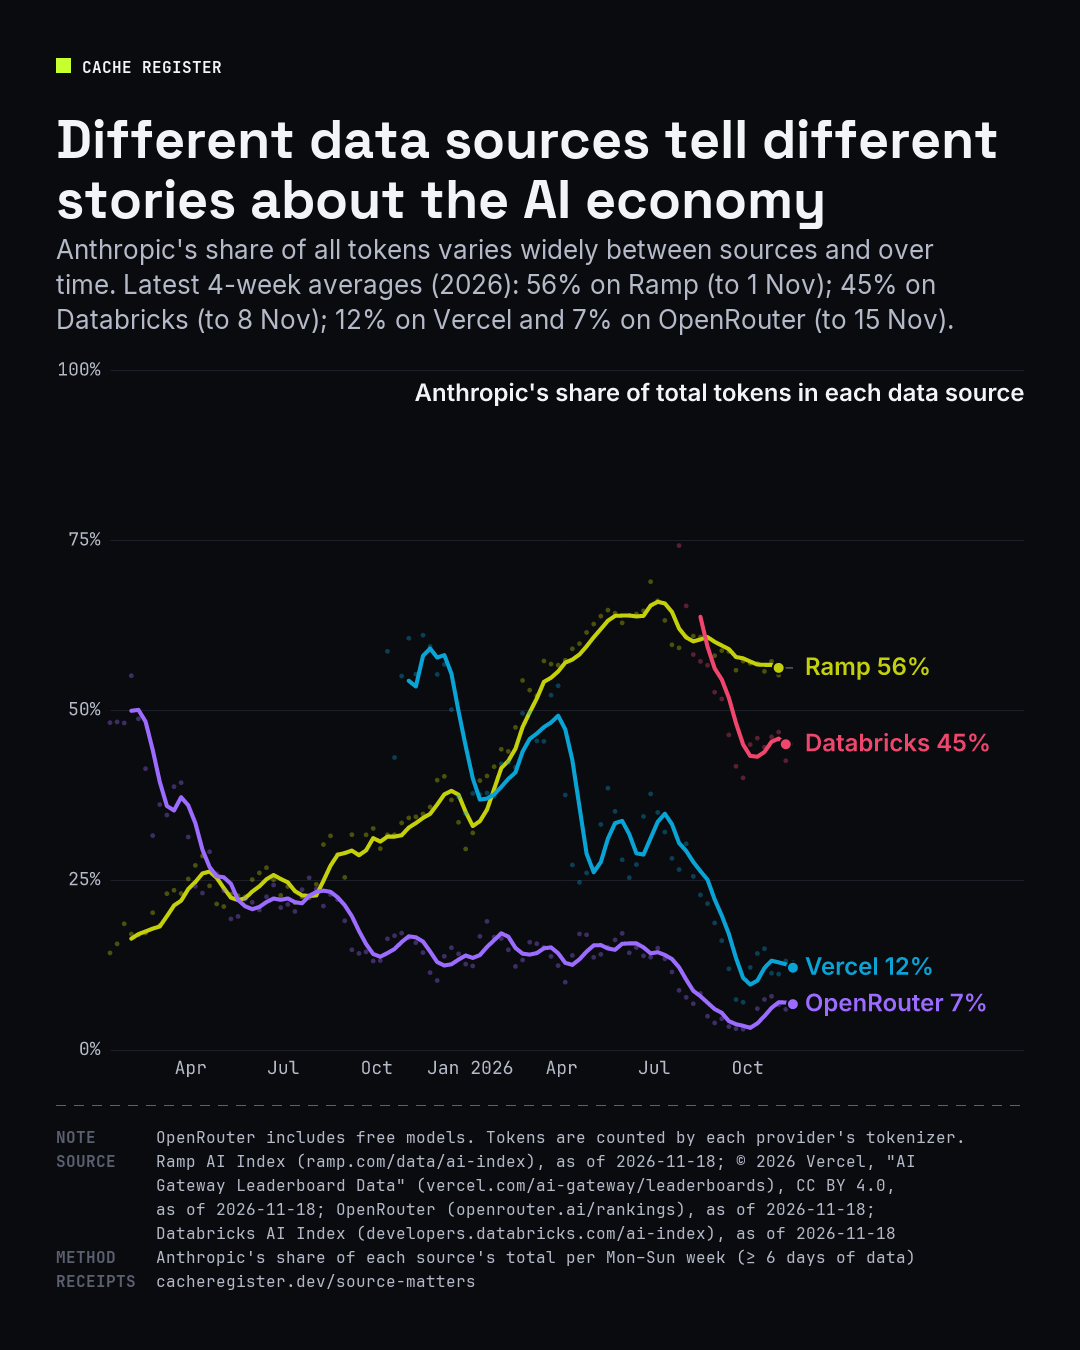 CACHE REGISTER
Different data sources tell different
stories about the AI economy
Anthropic's share of all tokens varies widely between sources and over
time. Latest 4-week averages (2026): 56% on Ramp (to 1 Nov); 45% on
Databricks (to 8 Nov); 12% on Vercel and 7% on OpenRouter (to 15 Nov).
100%
Anthropic's share of total tokens in each data source
75%
Ramp 56%
50%
Databricks 45%
25%
Vercel 12%
OpenRouter 7%
0%
Apr Jul Oct Jan 2026 Apr Jul Oct
NOTE OpenRouter includes free models. Tokens are counted by each provider's tokenizer.
SOURCE Ramp AI Index (ramp.com/data/ai-index), as of 2026-11-18; © 2026 Vercel, "AI
Gateway Leaderboard Data" (vercel.com/ai-gateway/leaderboards), CC BY 4.0,
as of 2026-11-18; OpenRouter (openrouter.ai/rankings), as of 2026-11-18;
Databricks AI Index (developers.databricks.com/ai-index), as of 2026-11-18
METHOD Anthropic's share of each source's total per Mon–Sun week (≥ 6 days of data)
RECEIPTS cacheregister.dev/source-matters